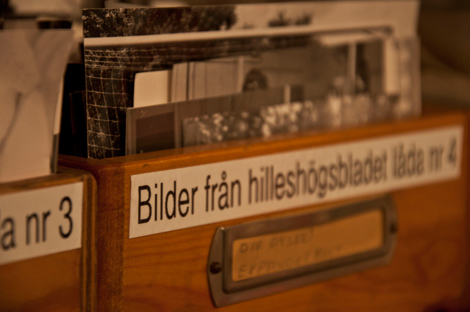 Bilder från hilleshögsbladet låda nr 4
a nr 3